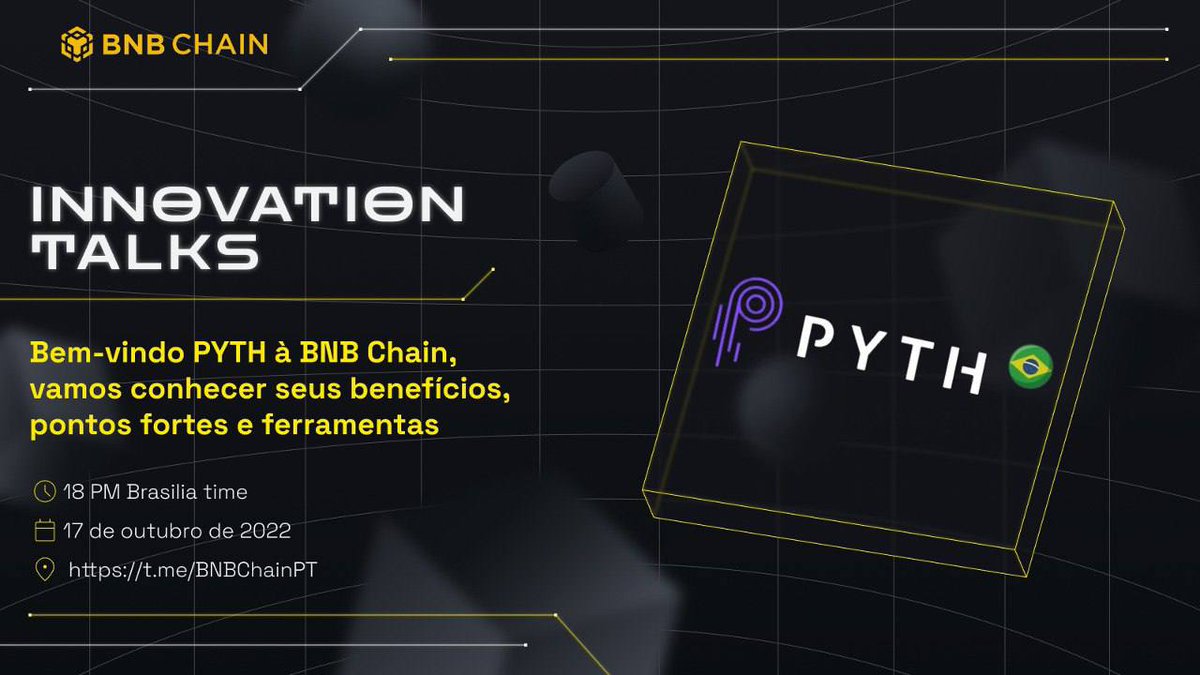 BNB CHAIN
INNOVATION
TALKS
Bem-vindo PYTH à BNB Chain,
vamos conhecer seus benefícios,
pontos fortes e ferramentas
18 PM Brasilia time
17 de outubro de 2022
https://t.me/BNBChainPT
PYTH